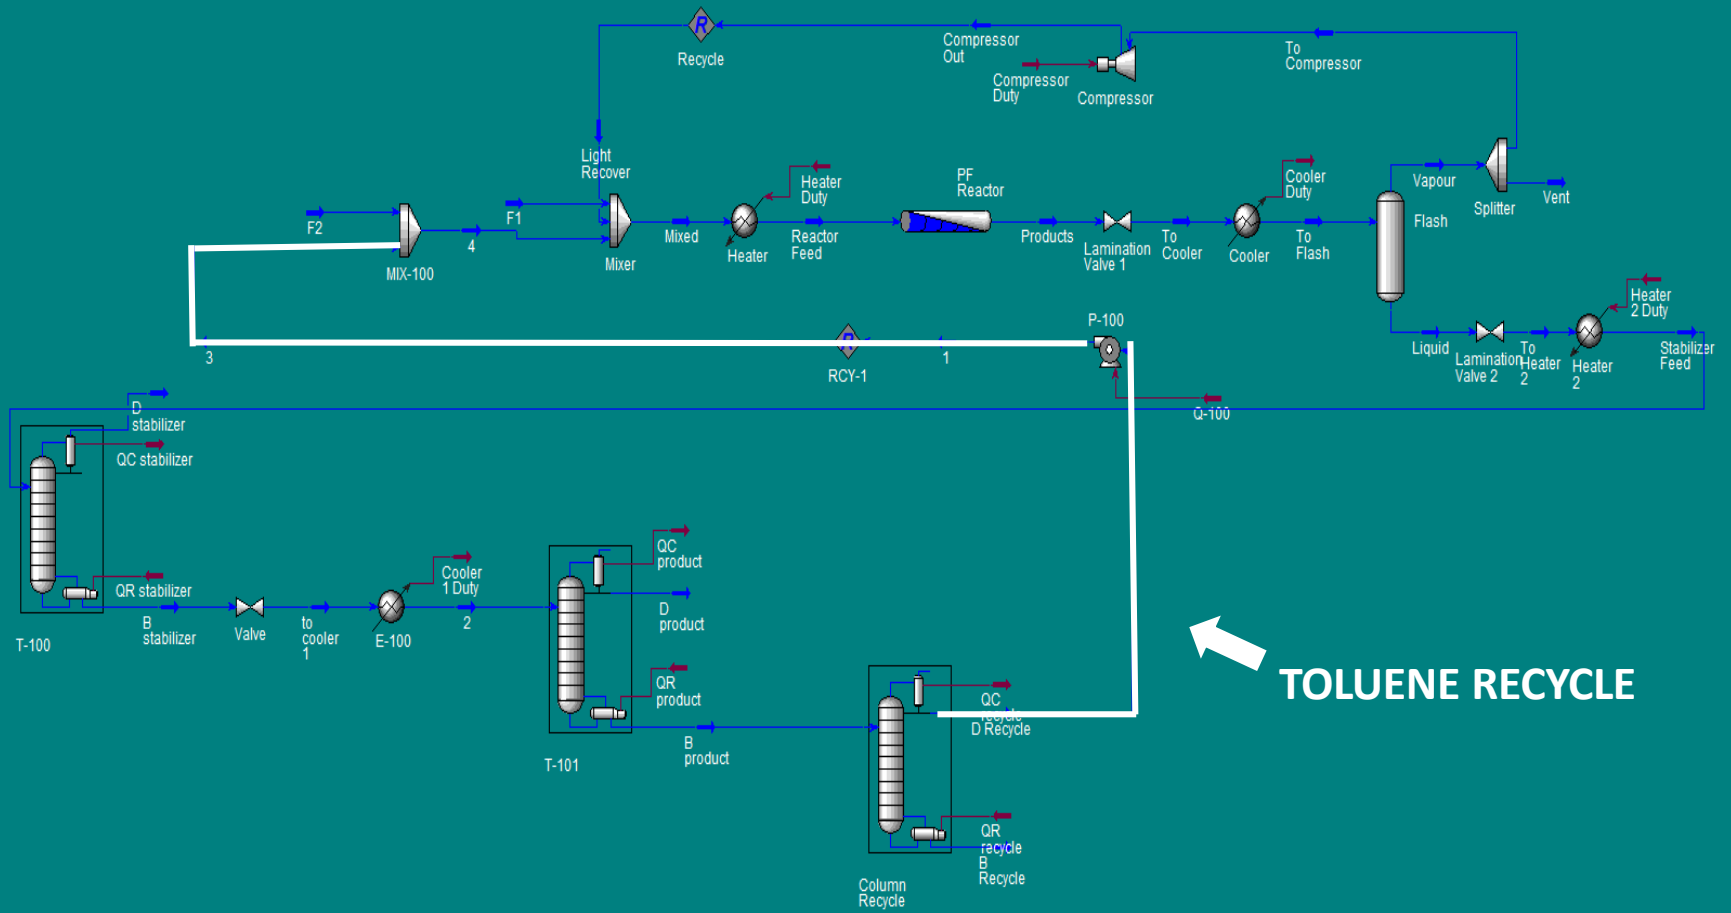 R
Recycle
Compressor
Out
Compressor
Duty
Compressor
To
Compressor
Light
Recover
F2
MIX-100
4
F1
Mixer
Mixed
Heater
Duty
Heater
Reactor
Feed
PF
Reactor
Products
Lamination
Valve 1
To
Cooler
Cooler
Duty
Cooler
To
Flash
Flash
Vapour
Splitter
Vent
Liquid
Lamination
Valve 2
To
Heater
2
Heater
2 Duty
Heater
2
Stabilizer
Feed
3
R
RCY-1
1
P-100
Q-100
D
stabilizer
QC stabilizer
QR stabilizer
B
stabilizer
T-100
Valve
to
cooler
1
Cooler
1 Duty
E-100
2
QC
product
D
product
QR
product
B
product
T-101
QC
recycle
D Recycle
QR
recycle
B
Recycle
Column
Recycle
TOLUENE RECYCLE